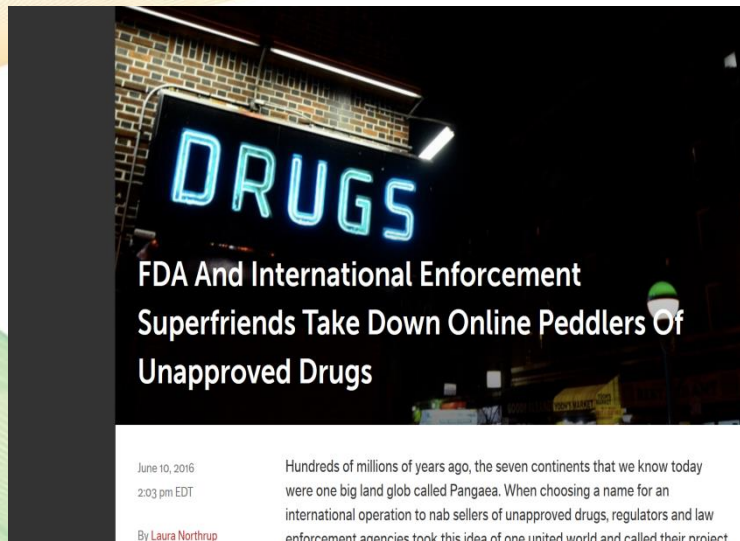 DRUGS
FDA And International Enforcement
Superfriends Take Down Online Peddlers Of
Unapproved Drugs
June 10, 2016
2:03 pm EDT
By Laura Northrup
Hundreds of millions of years ago, the seven continents that we know today
were one big land glob called Pangaea. When choosing a name for an
international operation to nab sellers of unapproved drugs, regulators and law
enforcement agencies took this idea of one united world and called their project